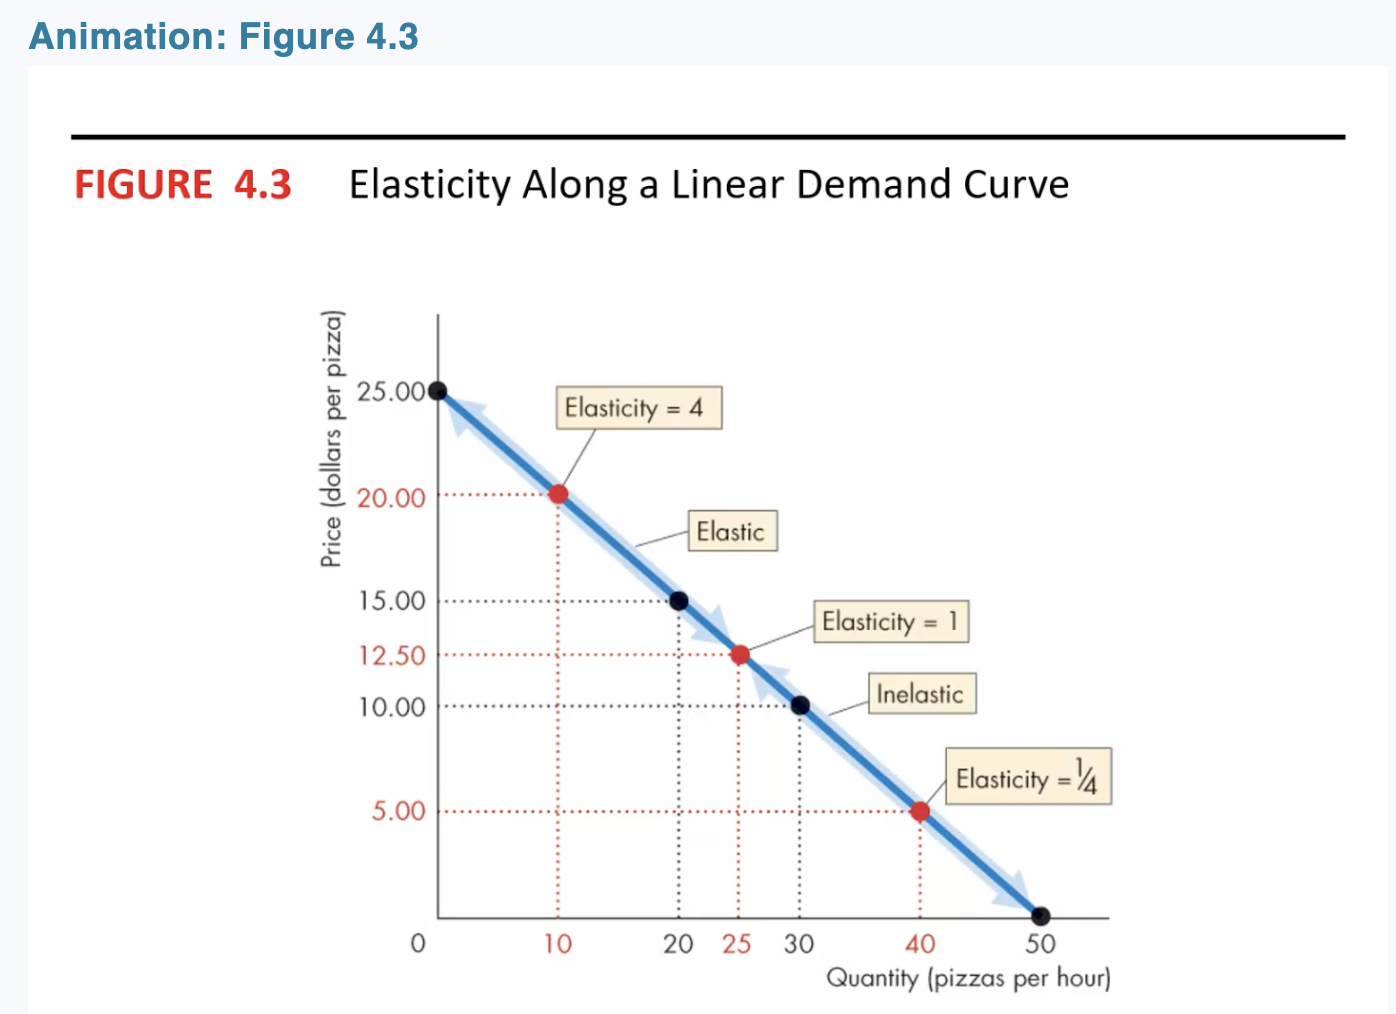 Animation: Figure 4.3
FIGURE 4.3 Elasticity Along a Linear Demand Curve
Price (dollars per pizza)
25.00
Elasticity = 4
20.00
Elastic
15.00
Elasticity = 1
12.50
Inelastic
10.00
Elasticity = ¼
5.00
0 10 20 25 30 40 50
Quantity (pizzas per hour)